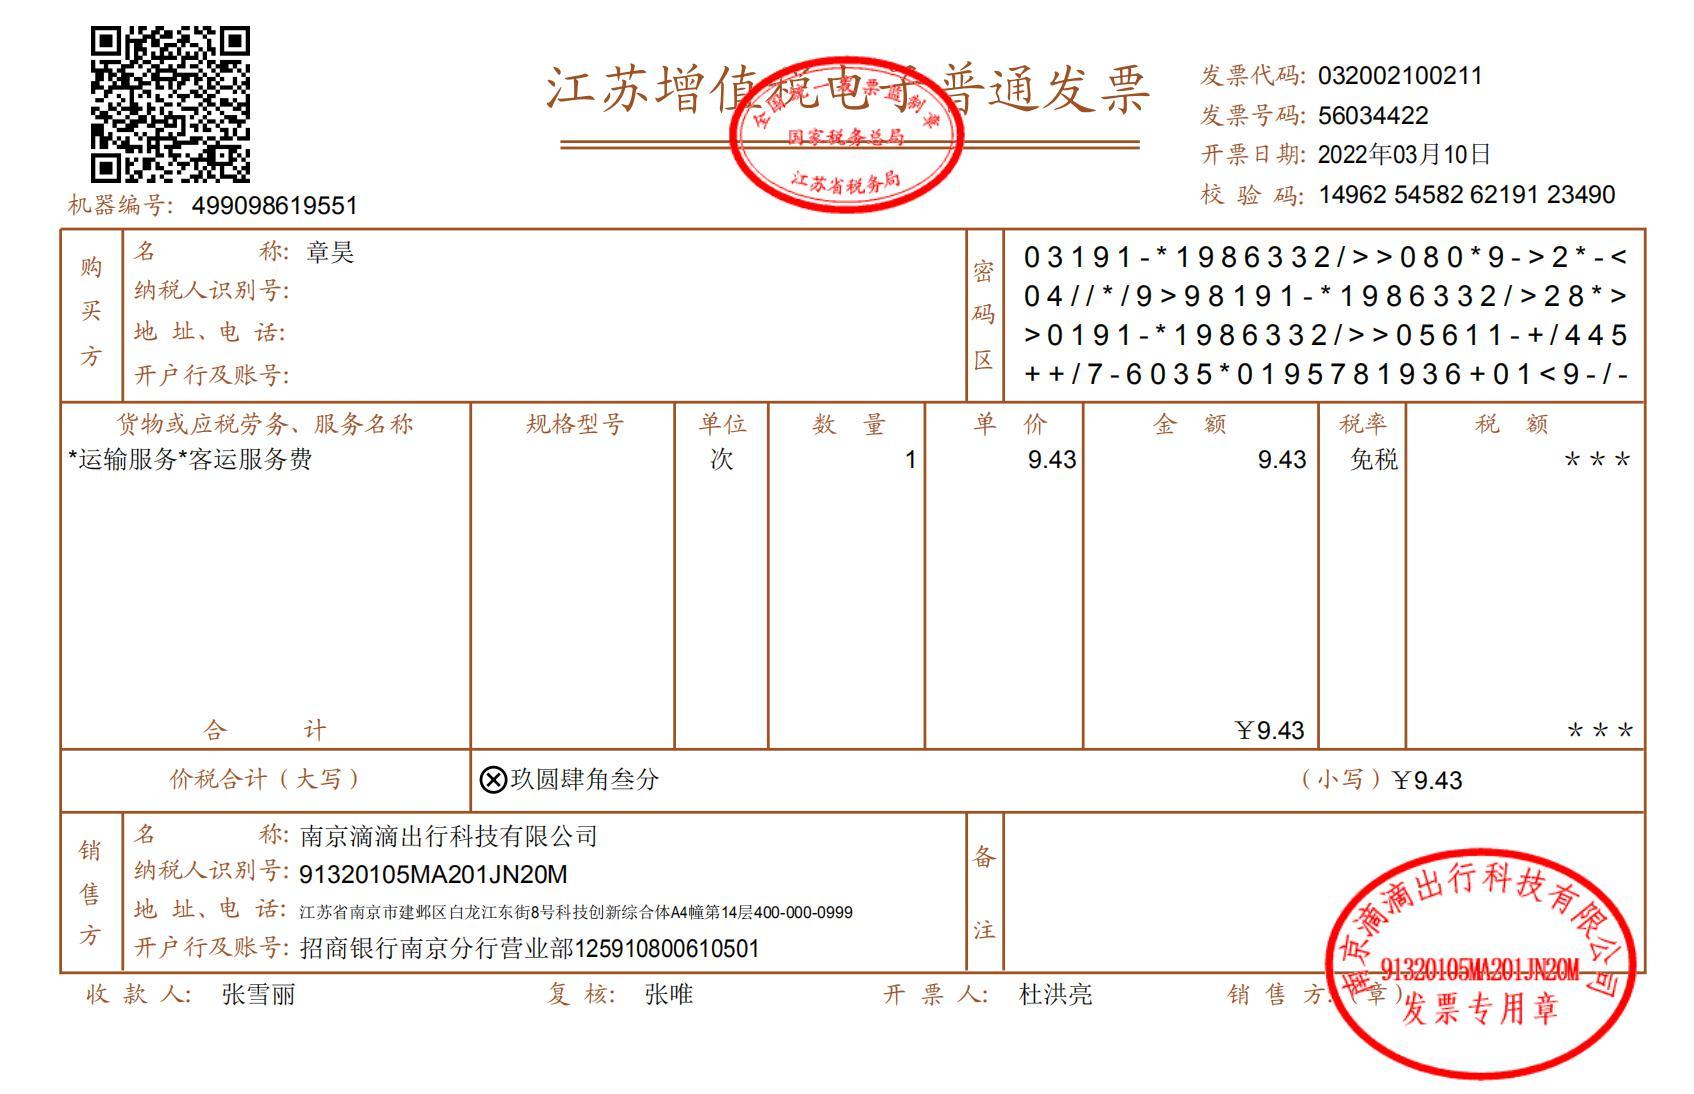 江苏增值税电子普通发票
全国统一发票监制章
国家税务总局
江苏省税务局
发票代码: 032002100211
发票号码: 56034422
开票日期: 2022年03月10日
校 验 码: 14962 54582 62191 23490
机器编号: 499098619551
购买方
名 称: 章昊
纳税人识别号:
地 址、电 话:
开户行及账号:
密码区
03191-*1986332/>>080*9->2*-<
04//*/9>98191-*1986332/>28*>
>0191-*1986332/>>05611-+/445
++/7-6035*0195781936+01<9-/-
货物或应税劳务、服务名称 规格型号 单位 数 量 单 价 金 额 税率 税 额
*运输服务*客运服务费 次 1 9.43 9.43 免税 ***
合 计 ￥9.43 ***
价税合计（大写） ⊗玖圆肆角叁分 （小写）￥9.43
销售方
名 称: 南京滴滴出行科技有限公司
纳税人识别号: 91320105MA201JN20M
地 址、电 话: 江苏省南京市建邺区白龙江东街8号科技创新综合体A4幢第14层400-000-0999
开户行及账号: 招商银行南京分行营业部125910800610501
备注
收 款 人: 张雪丽 复 核: 张唯 开 票 人: 杜洪亮 销 售 方:（章）
南京滴滴出行科技有限公司
91320105MA201JN20M
发票专用章